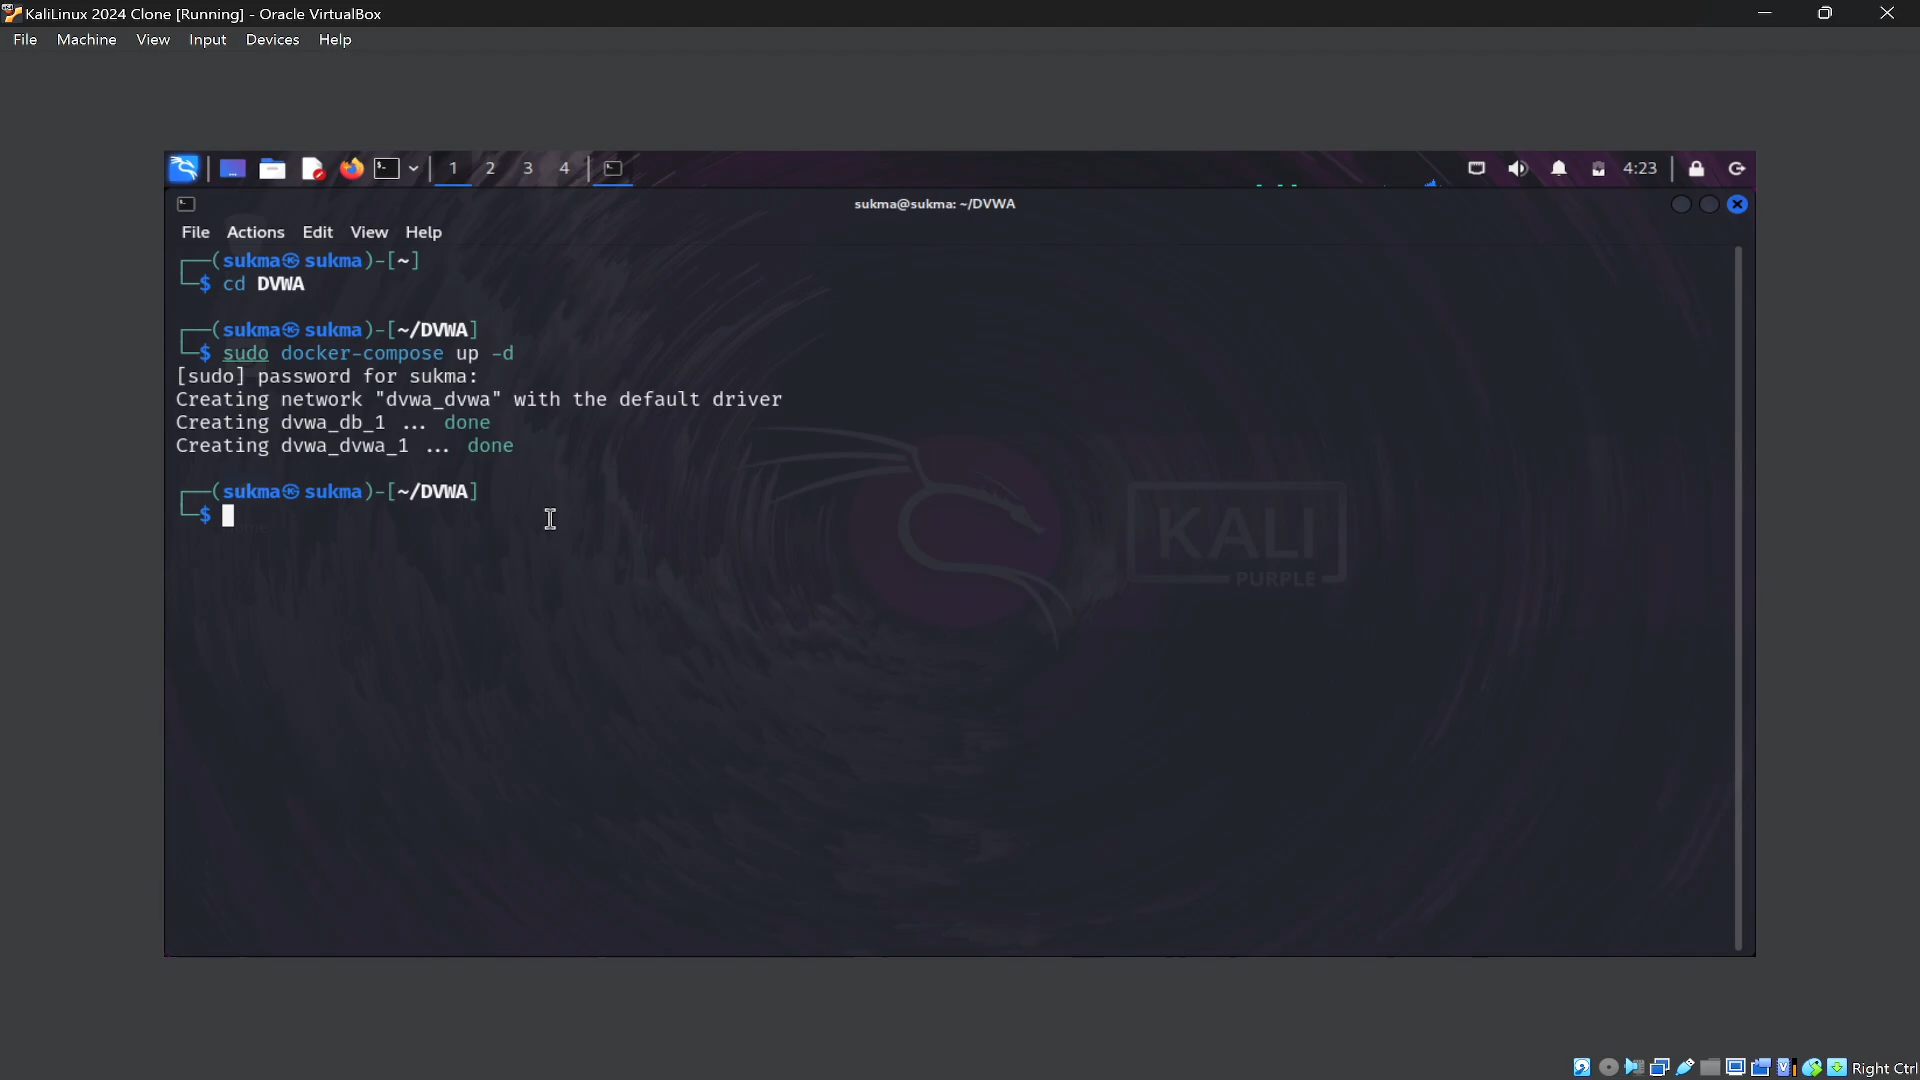 KaliLinux 2024 Clone [Running] - Oracle VirtualBox
File Machine View Input Devices Help
1 2 3 4 4:23
sukma@sukma: ~/DVWA
File Actions Edit View Help
┌──(sukma㉿sukma)-[~]
└─$ cd DVWA
┌──(sukma㉿sukma)-[~/DVWA]
└─$ sudo docker-compose up -d
[sudo] password for sukma:
Creating network "dvwa_dvwa" with the default driver
Creating dvwa_db_1 ... done
Creating dvwa_dvwa_1 ... done
┌──(sukma㉿sukma)-[~/DVWA]
└─$
KALI
PURPLE
Right Ctrl